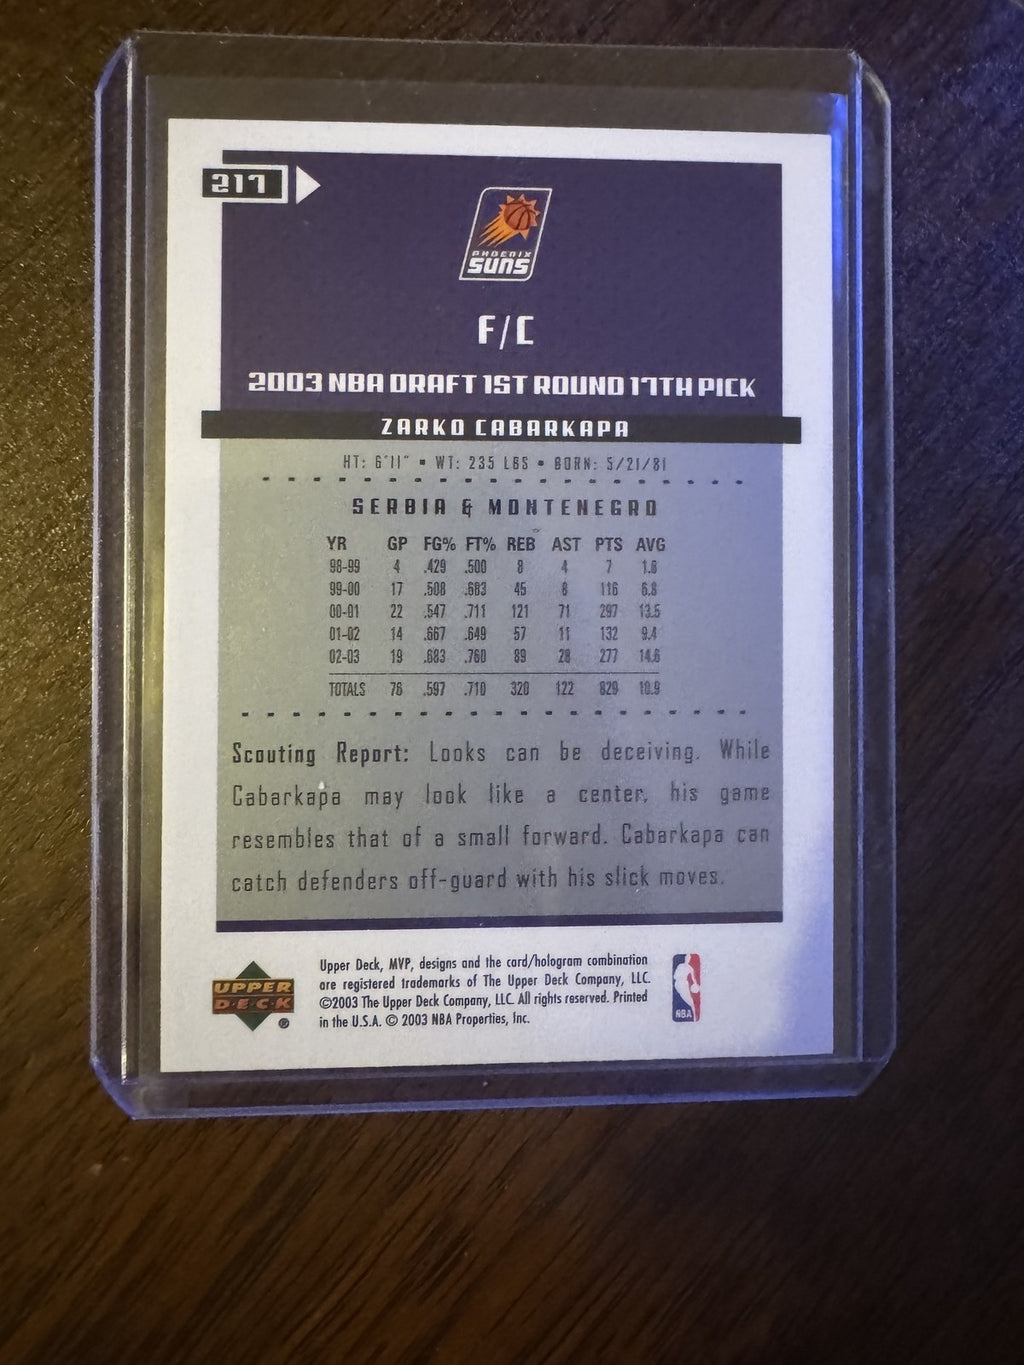 217
PHOENIX
SUNS
F/C
2003 NBA DRAFT 1ST ROUND 17TH PICK
ZARKO CABARKAPA
HT: 6'11" • WT: 235 LBS • BORN: 5/21/81
SERBIA & MONTENEGRO
YR GP FG% FT% REB AST PTS AVG
98-99 4 .429 .500 8 4 7 1.8
99-00 17 .508 .683 45 8 116 6.8
00-01 22 .547 .711 121 71 297 13.5
01-02 14 .667 .649 57 11 132 9.4
02-03 19 .683 .760 89 28 277 14.6
TOTALS 76 .597 .710 320 122 829 10.9
Scouting Report: Looks can be deceiving. While
Cabarkapa may look like a center, his game
resembles that of a small forward. Cabarkapa can
catch defenders off-guard with his slick moves.
UPPER
D·E·C·K
®
Upper Deck, MVP, designs and the card/hologram combination
are registered trademarks of The Upper Deck Company, LLC.
©2003 The Upper Deck Company, LLC. All rights reserved. Printed
in the U.S.A. © 2003 NBA Properties, Inc.
NBA